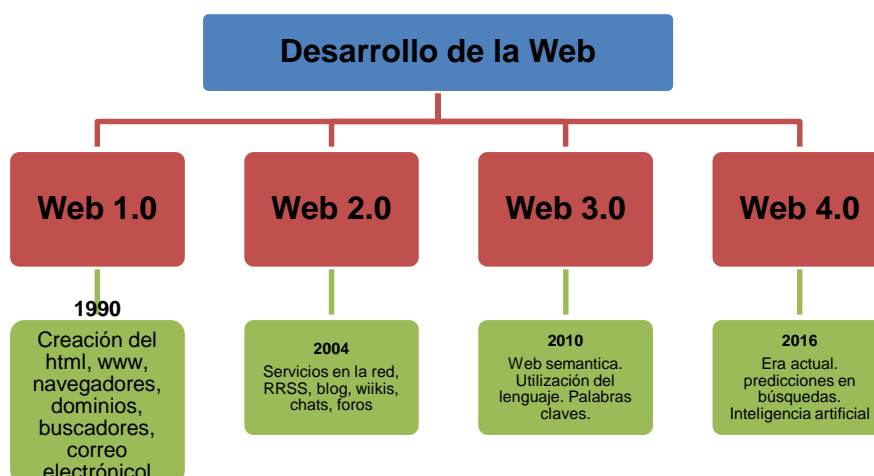 Desarrollo de la Web
Web 1.0
Web 2.0
Web 3.0
Web 4.0
1990
Creación del
html, www,
navegadores,
dominios,
buscadores,
correo
electrónicol
2004
Servicios en la red,
RRSS, blog, wiikis,
chats, foros
2010
Web semantica.
Utilización del
lenguaje. Palabras
claves.
2016
Era actual.
predicciones en
búsquedas.
Inteligencia artificial